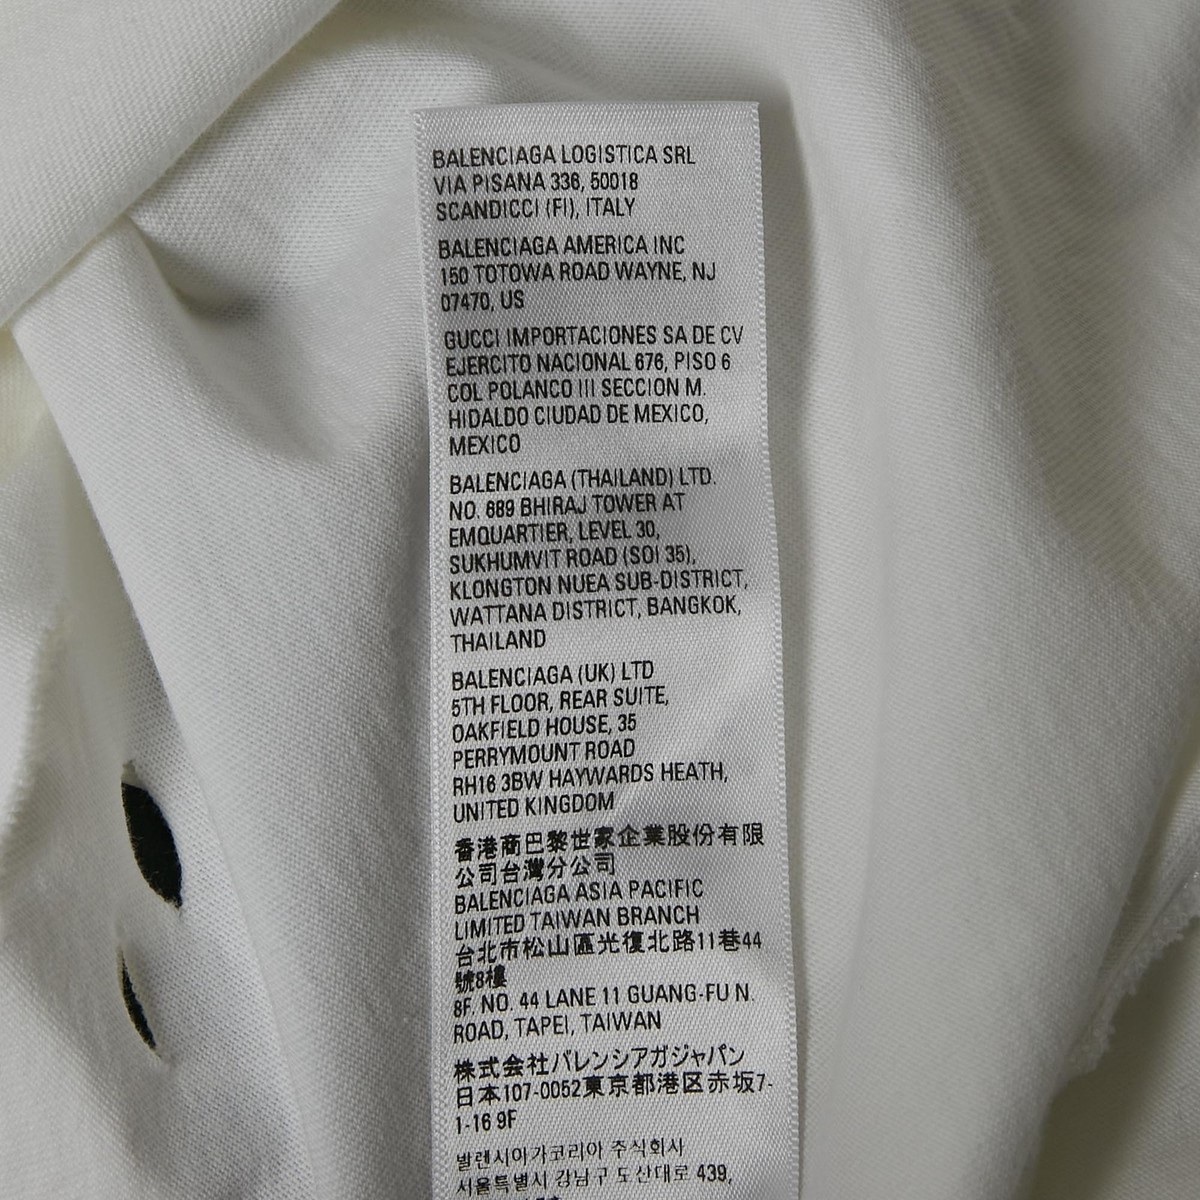 BALENCIAGA LOGISTICA SRL
VIA PISANA 336, 50018
SCANDICCI (FI), ITALY
BALENCIAGA AMERICA INC
150 TOTOWA ROAD WAYNE, NJ
07470, US
GUCCI IMPORTACIONES SA DE CV
EJERCITO NACIONAL 676, PISO 6
COL POLANCO III SECCION M.
HIDALDO CIUDAD DE MEXICO,
MEXICO
BALENCIAGA (THAILAND) LTD.
NO. 689 BHIRAJ TOWER AT
EMQUARTIER, LEVEL 30,
SUKHUMVIT ROAD (SOI 35),
KLONGTON NUEA SUB-DISTRICT,
WATTANA DISTRICT, BANGKOK,
THAILAND
BALENCIAGA (UK) LTD
5TH FLOOR, REAR SUITE,
OAKFIELD HOUSE, 35
PERRYMOUNT ROAD
RH16 3BW HAYWARDS HEATH,
UNITED KINGDOM
香港商巴黎世家企業股份有限
公司台灣分公司
BALENCIAGA ASIA PACIFIC
LIMITED TAIWAN BRANCH
台北市松山區光復北路11巷44
號8樓
8F. NO. 44 LANE 11 GUANG-FU N.
ROAD, TAPEI, TAIWAN
株式会社バレンシアガジャパン
日本107-0052東京都港区赤坂7-
1-16 9F
발렌시아가코리아 주식회사
서울특별시 강남구 도산대로 439,